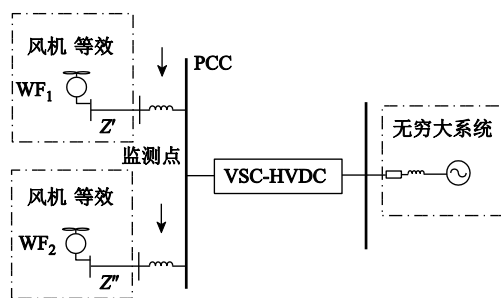 风机 等效
WF₁
Z′
PCC
监测点
VSC-HVDC
无穷大系统
风机 等效
WF₂
Z″